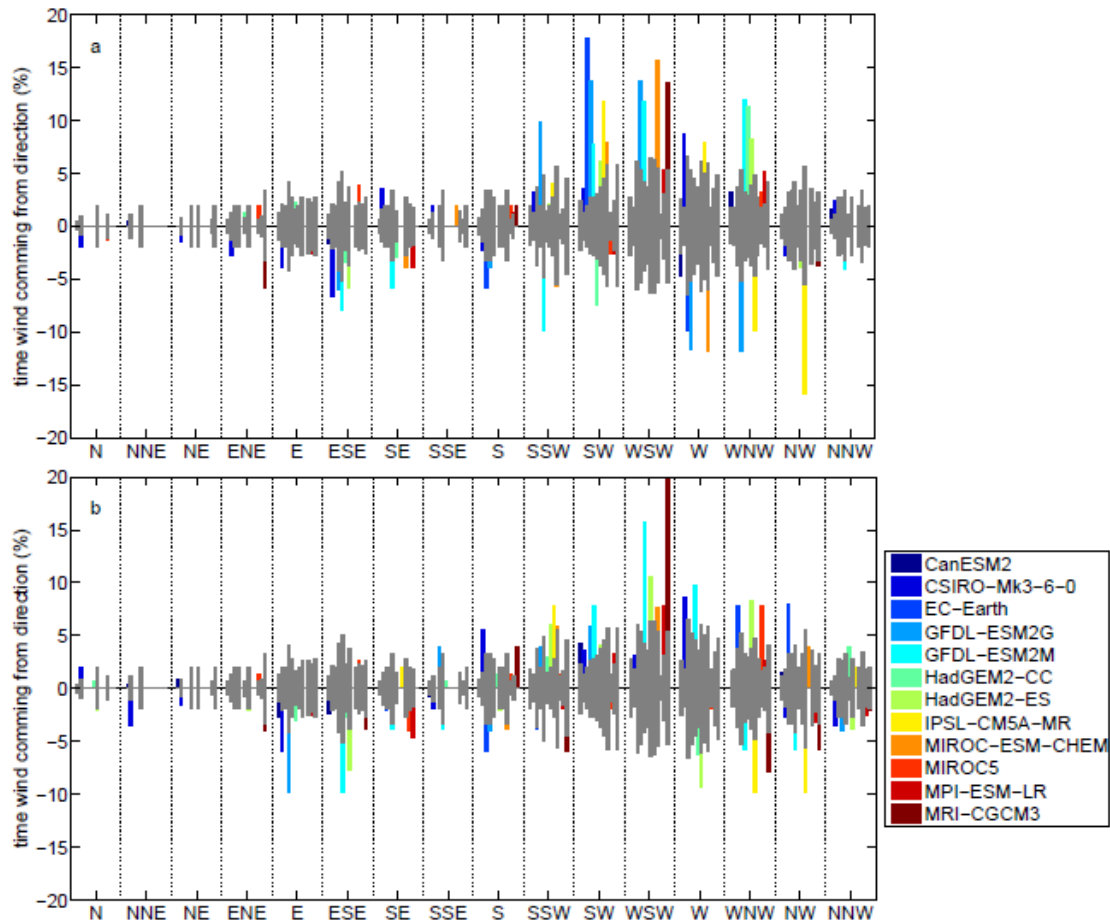 20
a
15
10
5
0
−5
−10
−15
−20
time wind comming from direction (%)
N NNE NE ENE E ESE SE SSE S SSW SW WSW W WNW NW NNW
20
b
15
10
5
0
−5
−10
−15
−20
time wind comming from direction (%)
N NNE NE ENE E ESE SE SSE S SSW SW WSW W WNW NW NNW
CanESM2
CSIRO−Mk3−6−0
EC−Earth
GFDL−ESM2G
GFDL−ESM2M
HadGEM2−CC
HadGEM2−ES
IPSL−CM5A−MR
MIROC−ESM−CHEM
MIROC5
MPI−ESM−LR
MRI−CGCM3